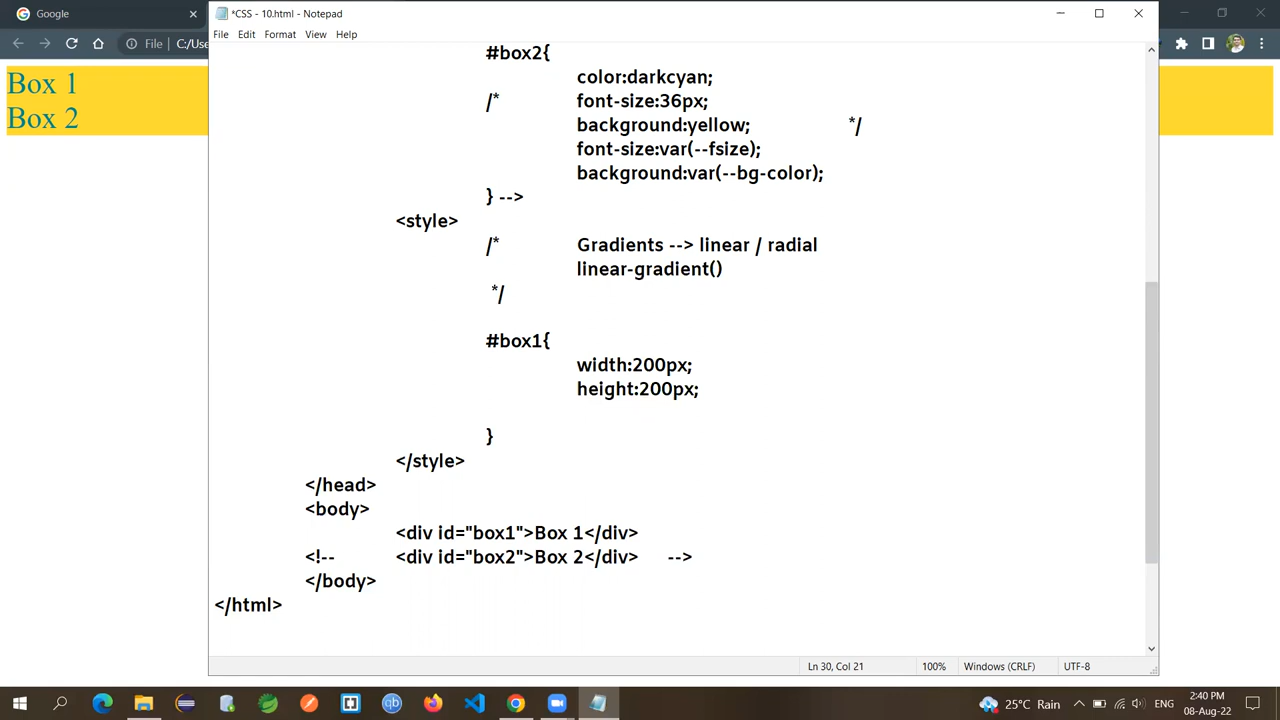 Google
*CSS - 10.html - Notepad
File Edit Format View Help
File C:/Use
Box 1
Box 2
#box2{
color:darkcyan;
/* font-size:36px;
background:yellow; */
font-size:var(--fsize);
background:var(--bg-color);
} -->
<style>
/* Gradients --> linear / radial
linear-gradient()
*/
#box1{
width:200px;
height:200px;
}
</style>
</head>
<body>
<div id="box1">Box 1</div>
<!-- <div id="box2">Box 2</div> -->
</body>
</html>
Ln 30, Col 21 100% Windows (CRLF) UTF-8
qb
25°C Rain ENG 2:40 PM
08-Aug-22